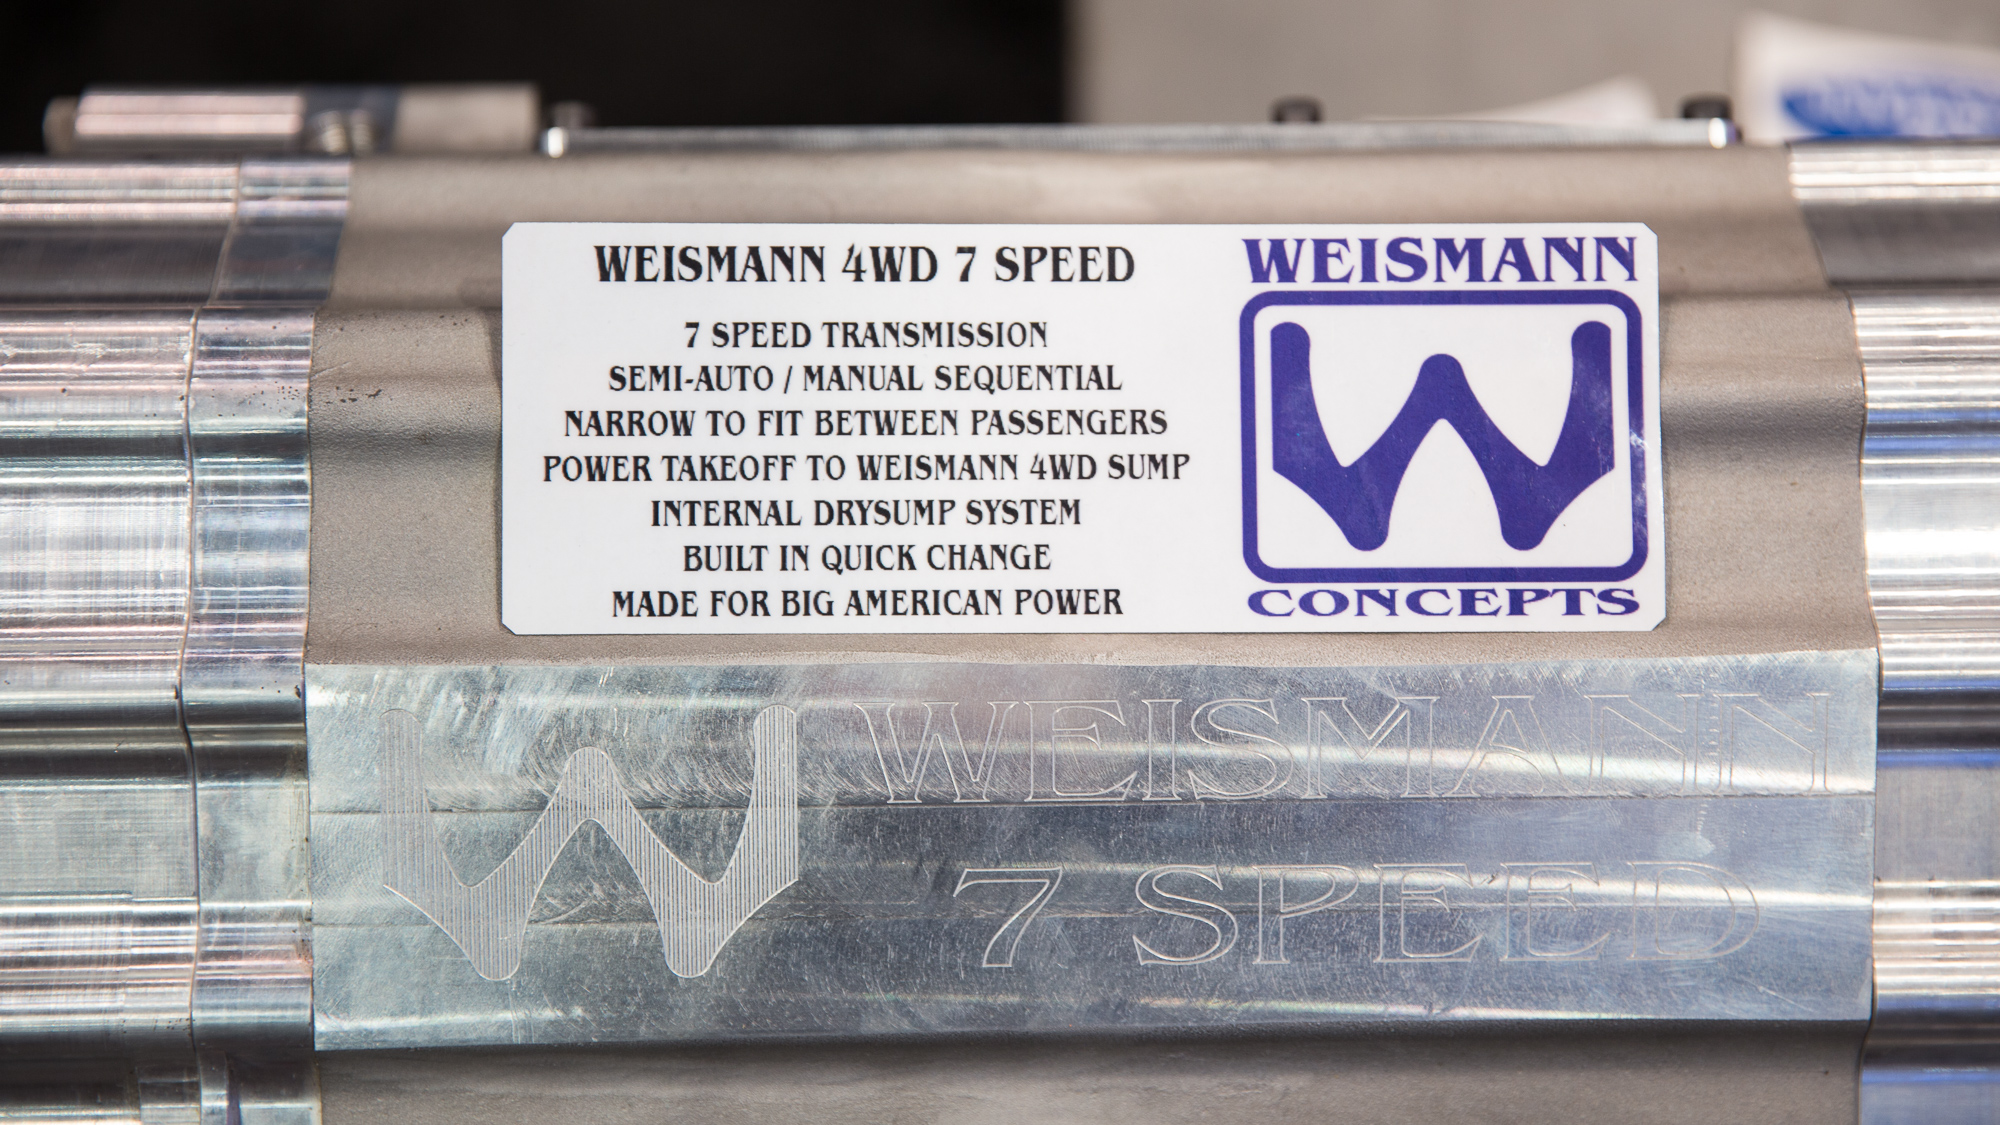 WEISMANN 4WD 7 SPEED
7 SPEED TRANSMISSION
SEMI-AUTO / MANUAL SEQUENTIAL
NARROW TO FIT BETWEEN PASSENGERS
POWER TAKEOFF TO WEISMANN 4WD SUMP
INTERNAL DRYSUMP SYSTEM
BUILT IN QUICK CHANGE
MADE FOR BIG AMERICAN POWER
WEISMANN
W
CONCEPTS
W
WEISMANN
7 SPEED